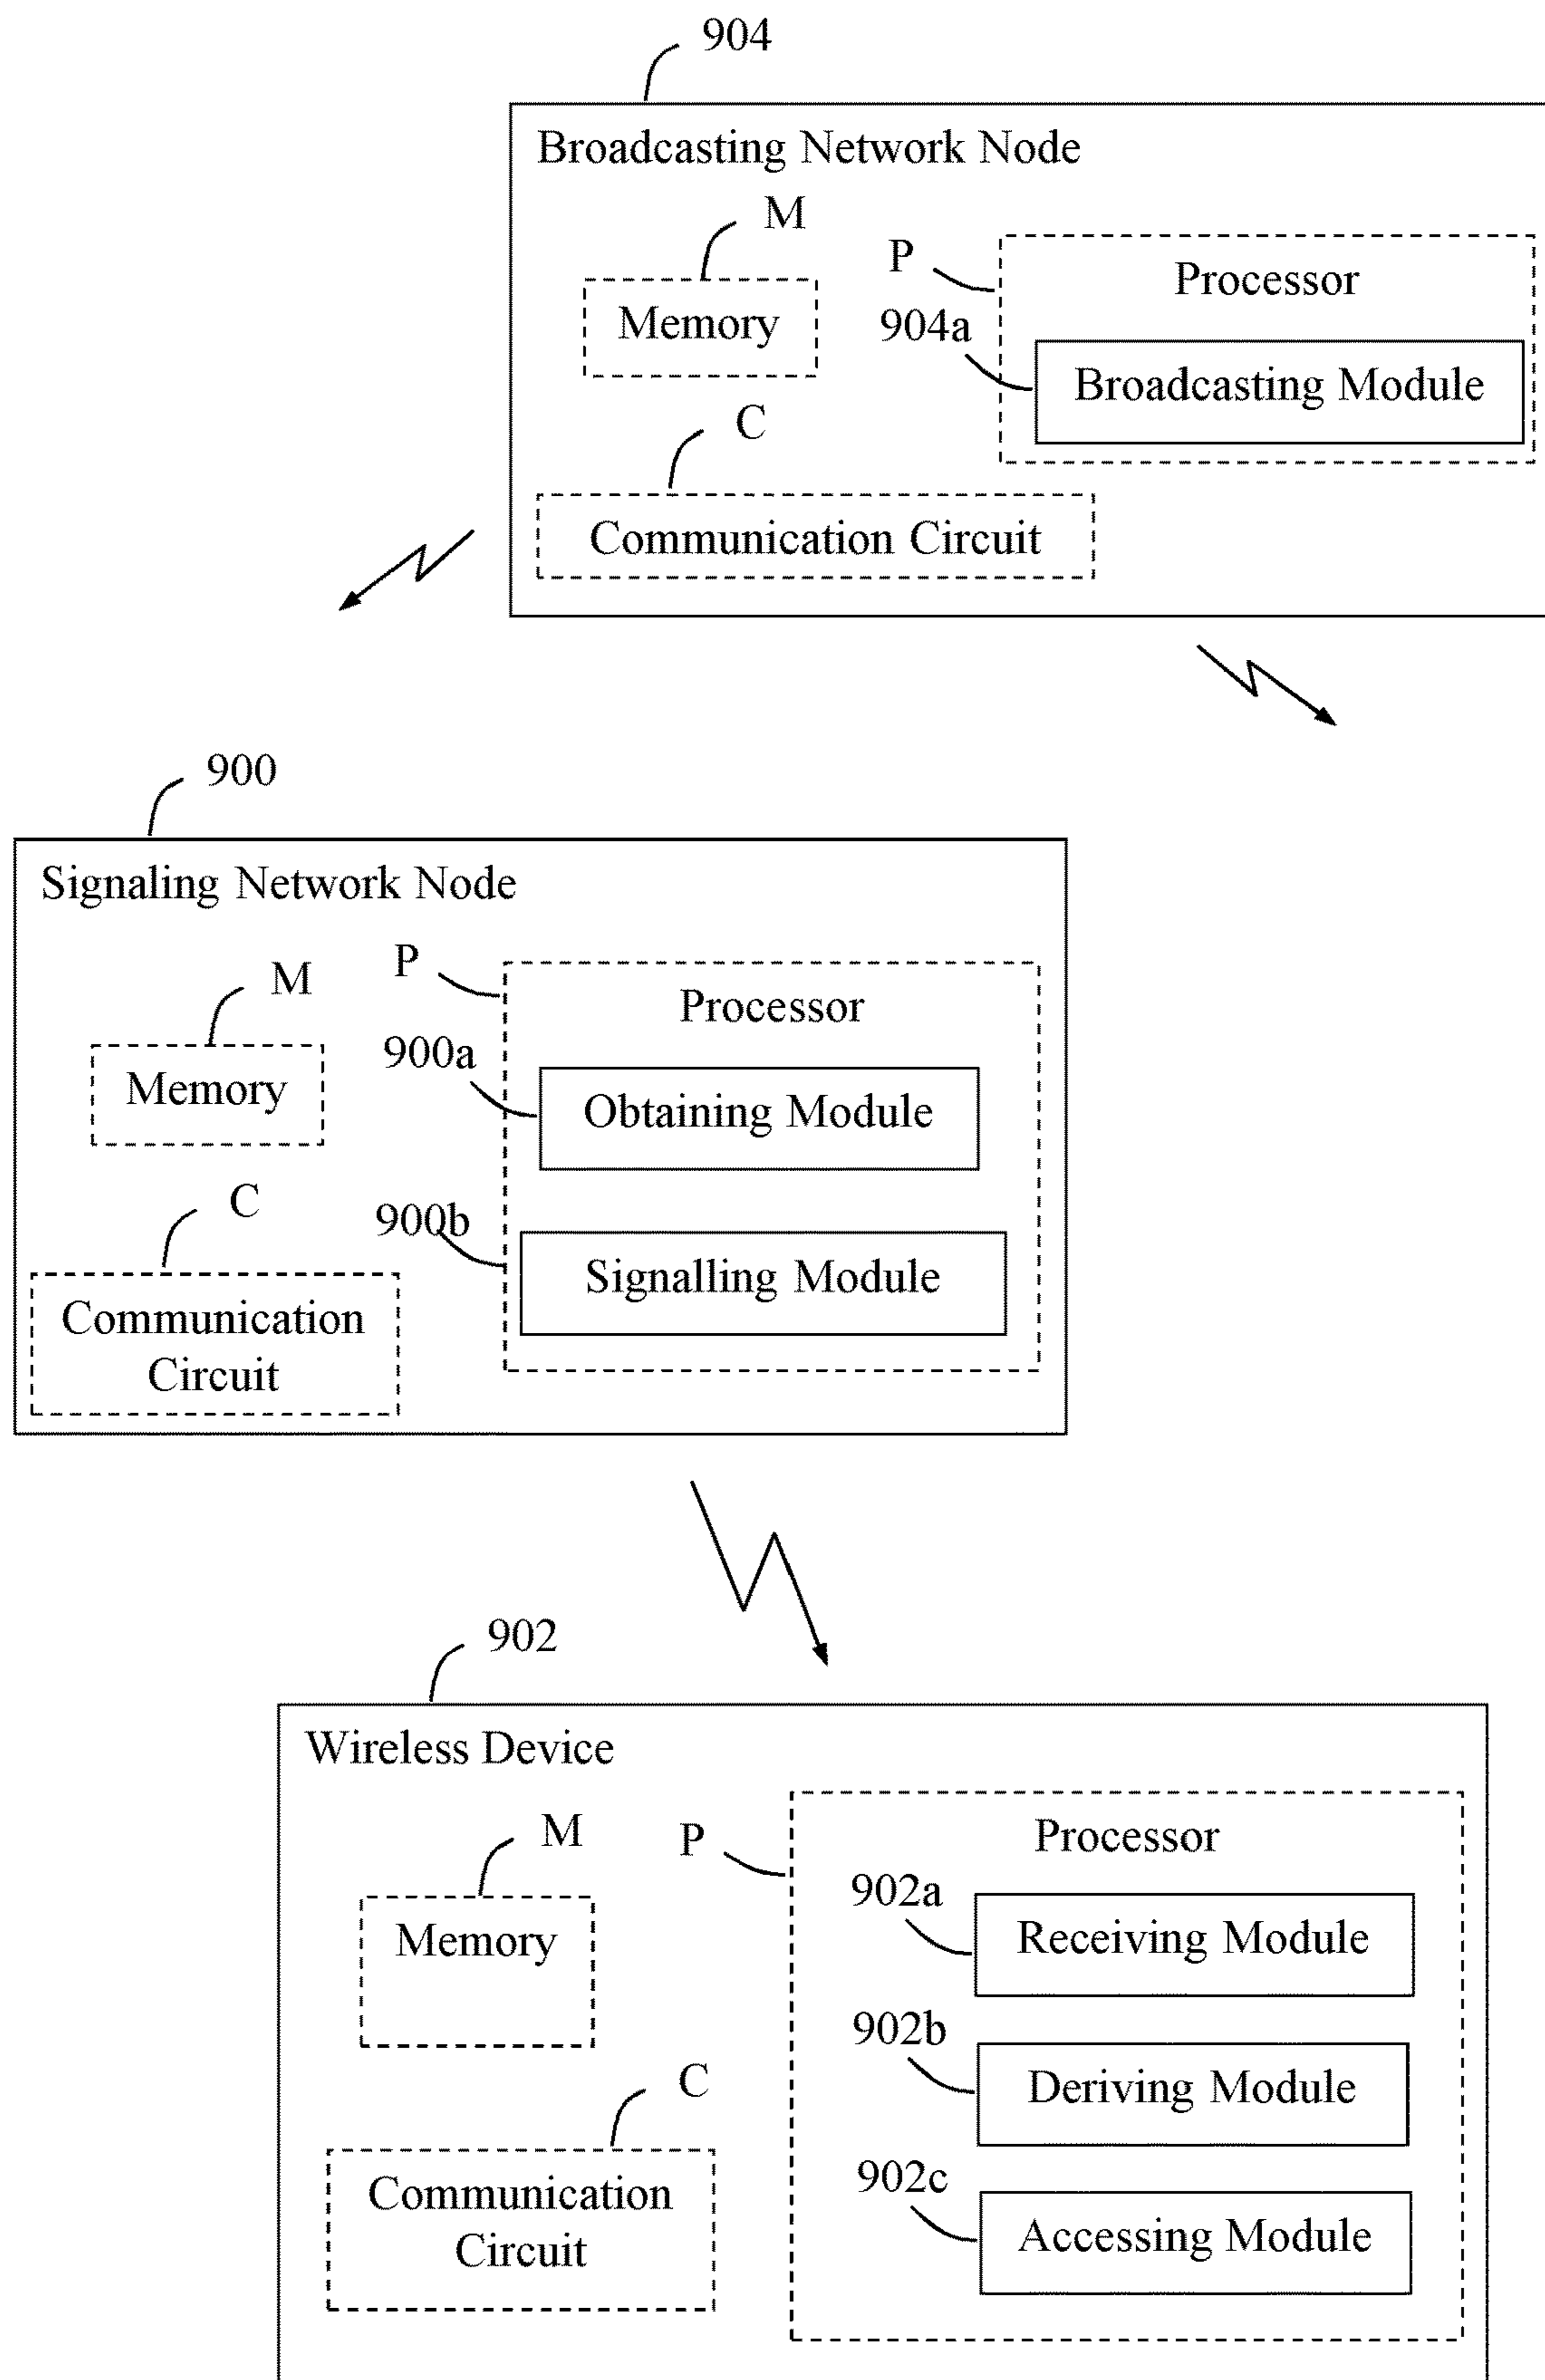 904
Broadcasting Network Node
M
P
Processor
Memory
904a
Broadcasting Module
C
Communication Circuit
900
Signaling Network Node
P
M
Processor
900a
Memory
Obtaining Module
C
900b
Signalling Module
Communication
Circuit
902
Wireless Device
M
P
Processor
902a
Memory
Receiving Module
902b
C
Deriving Module
902c
Communication
Circuit
Accessing Module